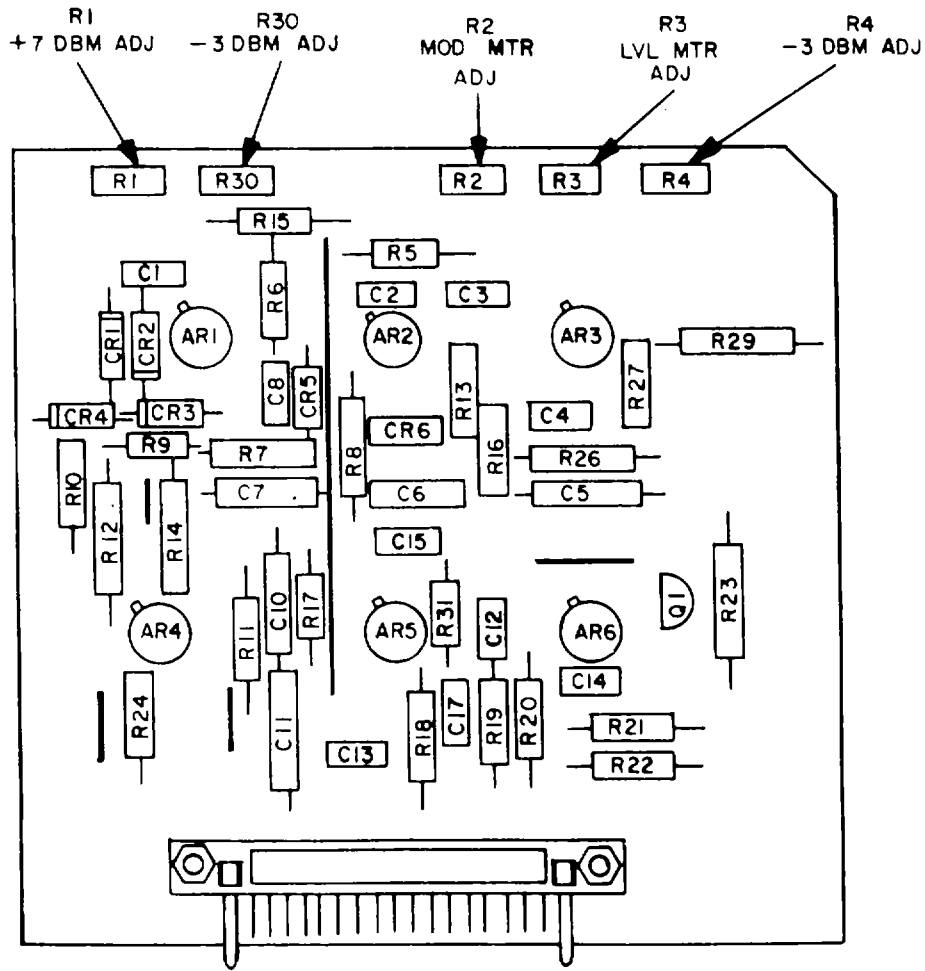 R1
+7 DBM ADJ
R30
-3 DBM ADJ
R2
MOD MTR
ADJ
R3
LVL MTR
ADJ
R4
-3 DBM ADJ
R1
R30
R2
R3
R4
R15
R5
C1
R6
C2
C3
CR1
CR2
AR1
AR2
AR3
R27
R29
C8
CR5
R13
CR4
CR3
R8
CR6
R16
C4
R9
R7
R26
R10
R12
R14
C7
C6
C5
C15
R11
C10
R17
R31
C12
Q1
R23
AR4
AR5
AR6
R24
C11
C14
R18
C17
R19
R20
R21
C13
R22